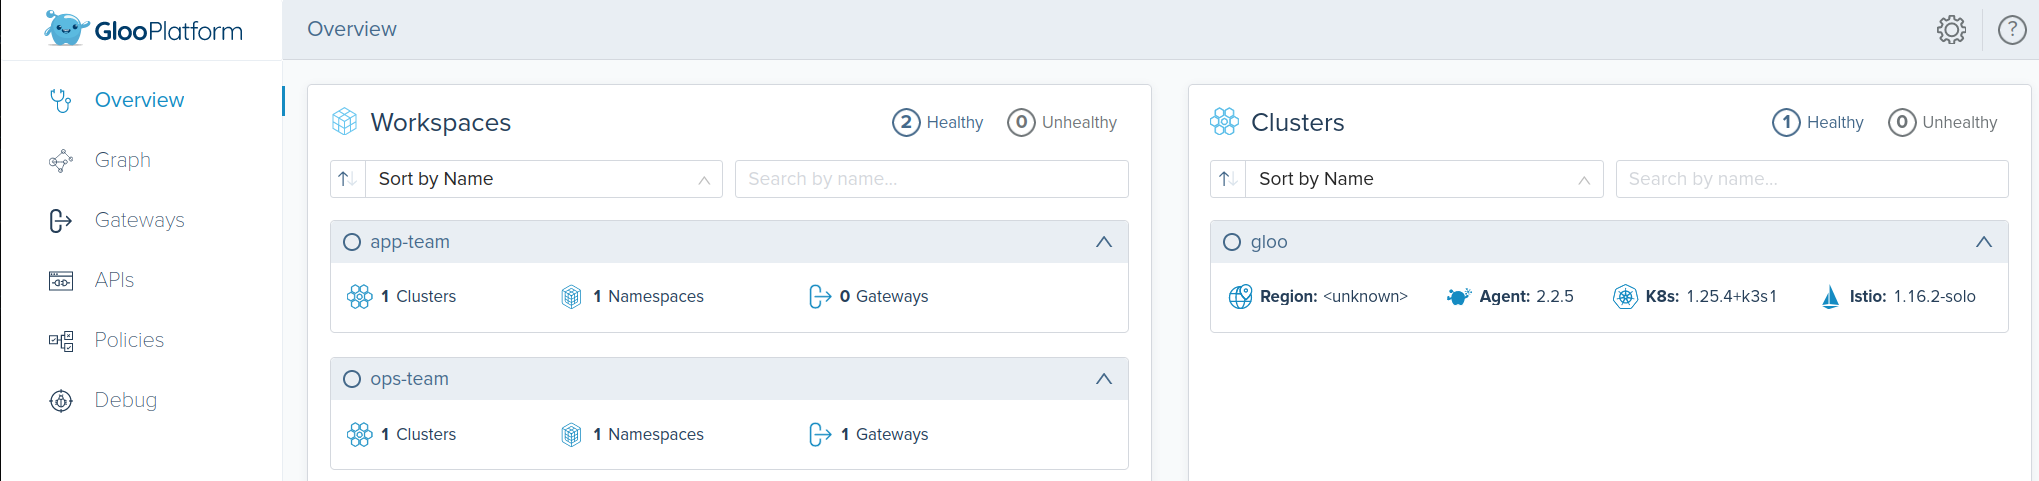 GlooPlatform
Overview
Overview
Graph
Gateways
APIs
Policies
Debug
Workspaces
2 Healthy
0 Unhealthy
Sort by Name
Search by name...
app-team
1 Clusters
1 Namespaces
0 Gateways
ops-team
1 Clusters
1 Namespaces
1 Gateways
Clusters
1 Healthy
0 Unhealthy
Sort by Name
Search by name...
gloo
Region: <unknown>
Agent: 2.2.5
K8s: 1.25.4+k3s1
Istio: 1.16.2-solo
?